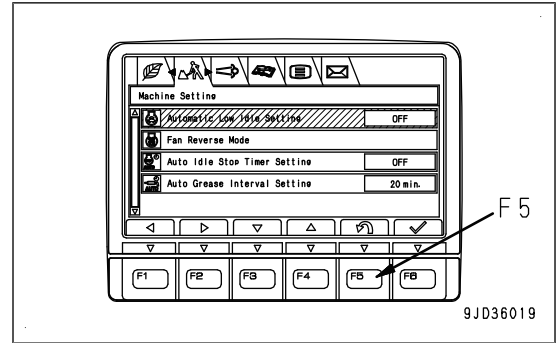 Machine Setting
Automatic Low Idle Setting OFF
Fan Reverse Mode
Auto Idle Stop Timer Setting OFF
Auto Grease Interval Setting 20 min.
F5
F1 F2 F3 F4 F5 F6
9JD36019